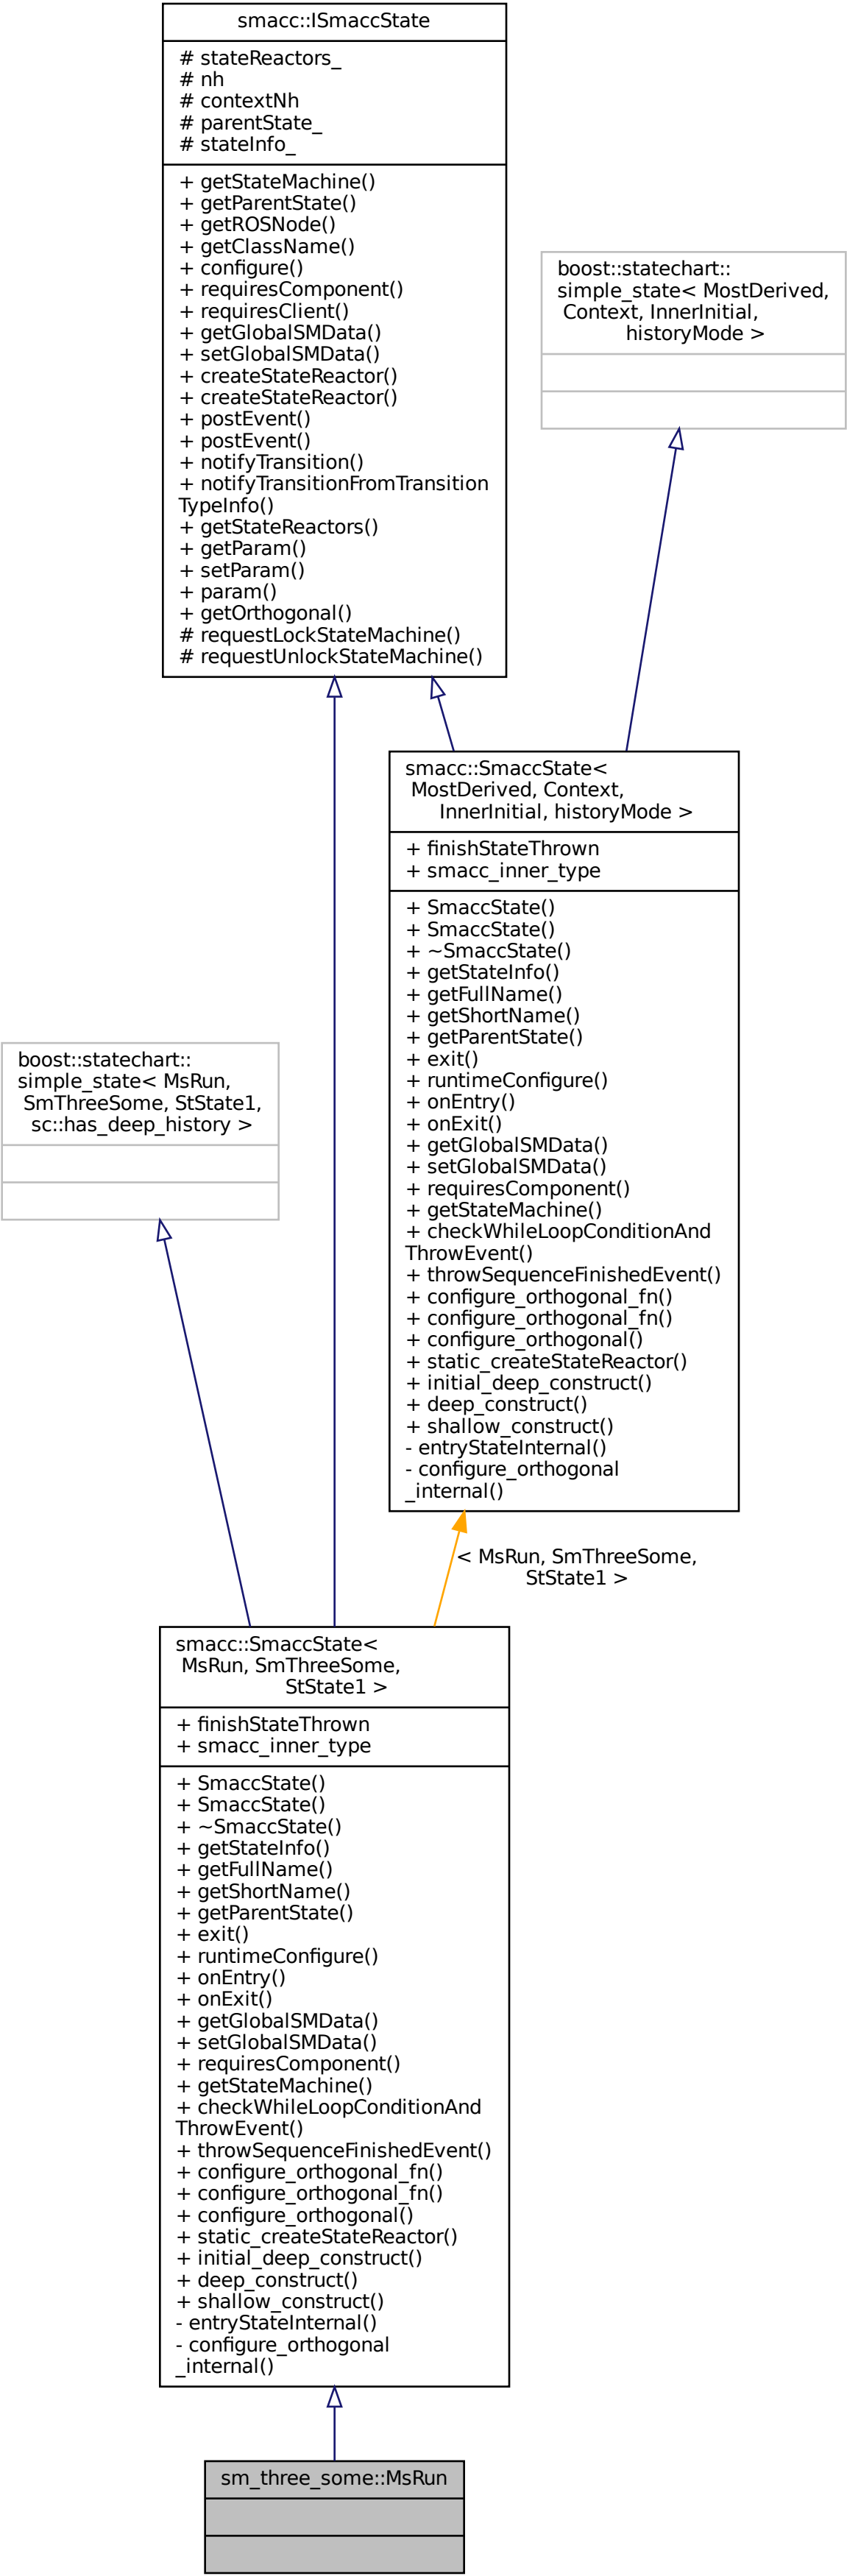 smacc::ISmaccState
# stateReactors_
# nh
# contextNh
# parentState_
# stateInfo_
+ getStateMachine()
+ getParentState()
+ getROSNode()
+ getClassName()
+ configure()
+ requiresComponent()
+ requiresClient()
+ getGlobalSMData()
+ setGlobalSMData()
+ createStateReactor()
+ createStateReactor()
+ postEvent()
+ postEvent()
+ notifyTransition()
+ notifyTransitionFromTransition
TypeInfo()
+ getStateReactors()
+ getParam()
+ setParam()
+ param()
+ getOrthogonal()
# requestLockStateMachine()
# requestUnlockStateMachine()
boost::statechart::
simple_state< MostDerived,
Context, InnerInitial,
historyMode >
smacc::SmaccState<
MostDerived, Context,
InnerInitial, historyMode >
+ finishStateThrown
+ smacc_inner_type
+ SmaccState()
+ SmaccState()
+ ~SmaccState()
+ getStateInfo()
+ getFullName()
+ getShortName()
+ getParentState()
+ exit()
+ runtimeConfigure()
+ onEntry()
+ onExit()
+ getGlobalSMData()
+ setGlobalSMData()
+ requiresComponent()
+ getStateMachine()
+ checkWhileLoopConditionAnd
ThrowEvent()
+ throwSequenceFinishedEvent()
+ configure_orthogonal_fn()
+ configure_orthogonal_fn()
+ configure_orthogonal()
+ static_createStateReactor()
+ initial_deep_construct()
+ deep_construct()
+ shallow_construct()
- entryStateInternal()
- configure_orthogonal
_internal()
boost::statechart::
simple_state< MsRun,
SmThreeSome, StState1,
sc::has_deep_history >
< MsRun, SmThreeSome,
StState1 >
smacc::SmaccState<
MsRun, SmThreeSome,
StState1 >
+ finishStateThrown
+ smacc_inner_type
+ SmaccState()
+ SmaccState()
+ ~SmaccState()
+ getStateInfo()
+ getFullName()
+ getShortName()
+ getParentState()
+ exit()
+ runtimeConfigure()
+ onEntry()
+ onExit()
+ getGlobalSMData()
+ setGlobalSMData()
+ requiresComponent()
+ getStateMachine()
+ checkWhileLoopConditionAnd
ThrowEvent()
+ throwSequenceFinishedEvent()
+ configure_orthogonal_fn()
+ configure_orthogonal_fn()
+ configure_orthogonal()
+ static_createStateReactor()
+ initial_deep_construct()
+ deep_construct()
+ shallow_construct()
- entryStateInternal()
- configure_orthogonal
_internal()
sm_three_some::MsRun